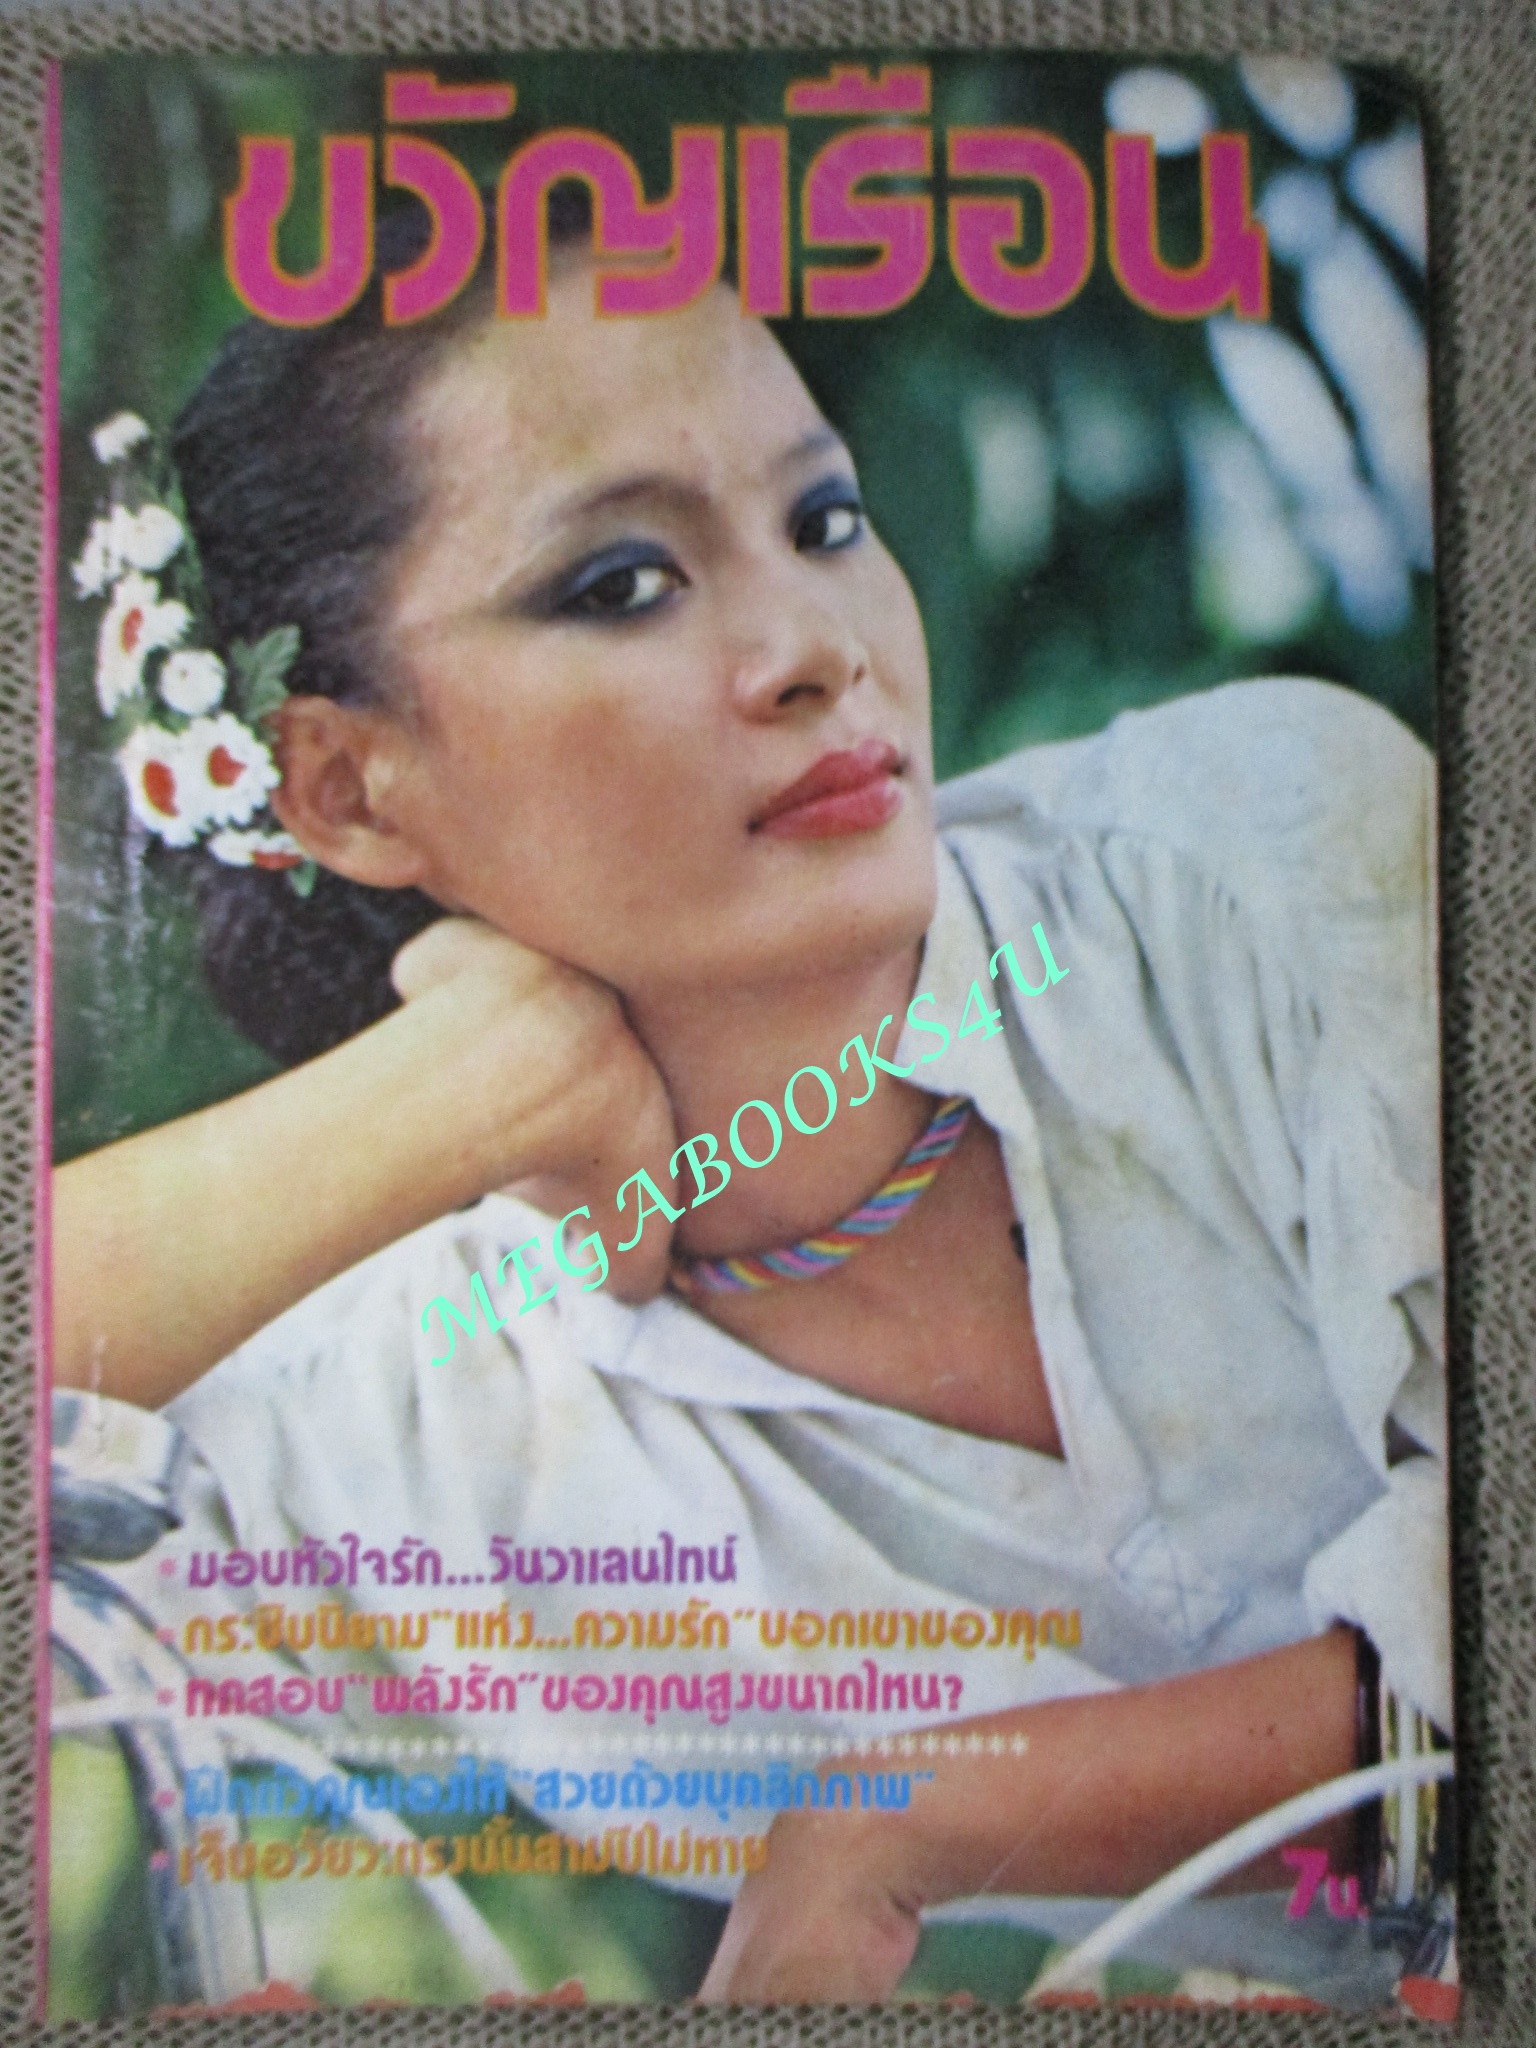 ขวัญเรือน
MEGABOOKS4U
* มอบหัวใจรัก...วันวาเลนไทน์
* กระซิบนิยาม"แห่ง...ความรัก"บอกเขาของคุณ
* ทดสอบ"พลังรัก"ของคุณสูงขนาดไหน?
* ฝึกตัวคุณเองให้"สวยด้วยบุคลิกภาพ"
* เจ็บอวัยวะตรงนั้นสามปีไม่หาย
7บ.